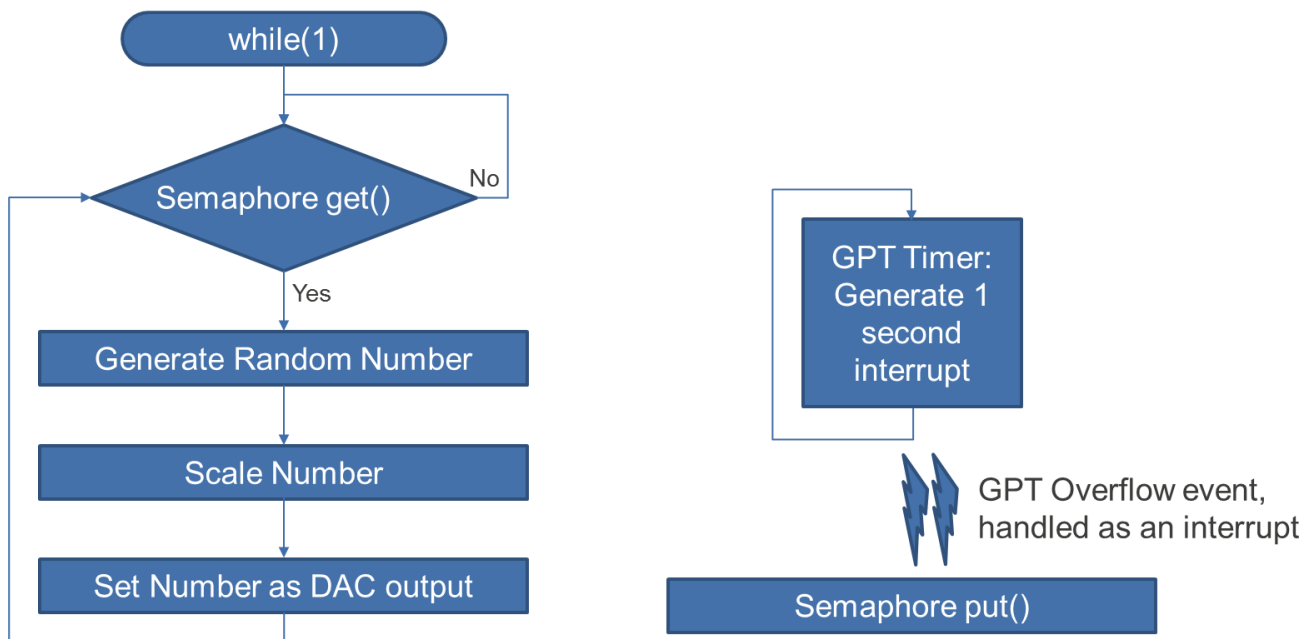 while(1)
Semaphore get()
No
Yes
Generate Random Number
Scale Number
Set Number as DAC output
GPT Timer:
Generate 1
second
interrupt
GPT Overflow event,
handled as an interrupt
Semaphore put()